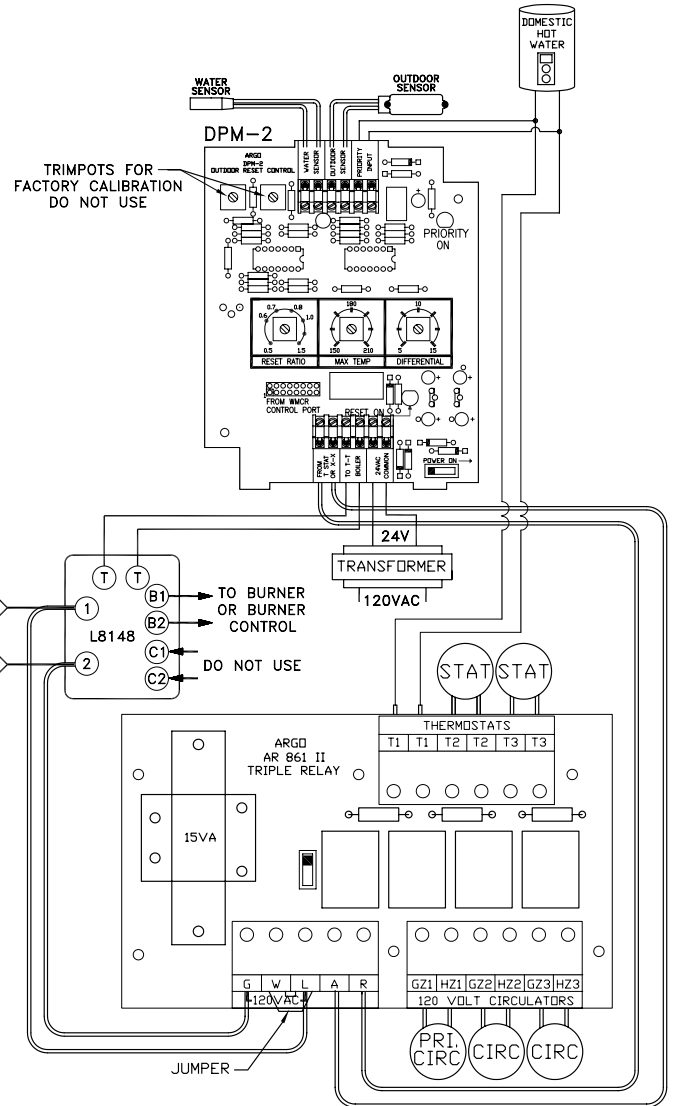 DOMESTIC
HOT
WATER
WATER
SENSOR
OUTDOOR
SENSOR
DPM-2
ARGO
DPM-2
OUTDOOR RESET CONTROL
WATER
SENSOR
OUTDOOR
SENSOR
PRIORITY
INPUT
TRIMPOTS FOR
FACTORY CALIBRATION
DO NOT USE
PRIORITY
ON
0.7 0.8
0.6 1.0
0.5 1.5
RESET RATIO
180
150 210
MAX TEMP
10
5 15
DIFFERENTIAL
FROM WMCR
CONTROL PORT
RESET ON
FROM
T STAT
OR X-X
TO T-T
BOILER
24VAC
COMMON
POWER ON
24V
TRANSFORMER
120VAC
T T
1
2
L8148
B1
B2
C1
C2
TO BURNER
OR BURNER
CONTROL
DO NOT USE
STAT STAT
THERMOSTATS
T1 T1 T2 T2 T3 T3
ARGO
AR 861 II
TRIPLE RELAY
15VA
G W L A R
120VAC
GZ1 HZ1 GZ2 HZ2 GZ3 HZ3
120 VOLT CIRCULATORS
PRI.
CIRC
CIRC
CIRC
JUMPER